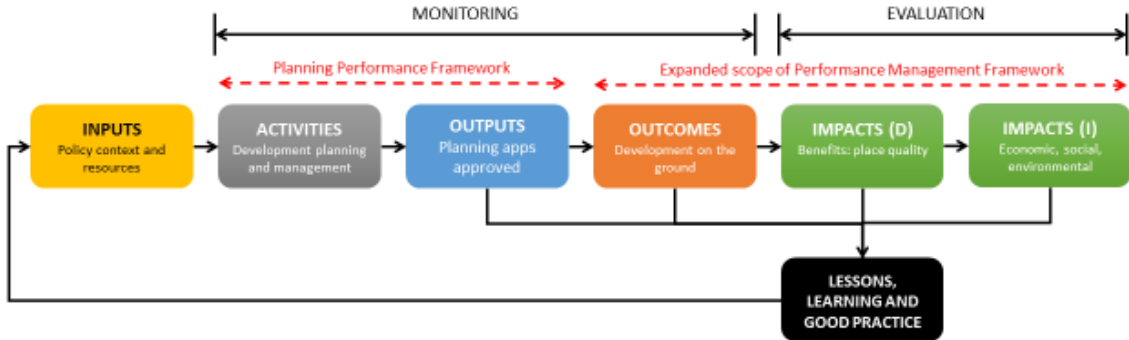 MONITORING
EVALUATION
Planning Performance Framework
Expanded scope of Performance Management Framework
INPUTS
Policy context and
resources
ACTIVITIES
Development planning
and management
OUTPUTS
Planning apps
approved
OUTCOMES
Development on the
ground
IMPACTS (D)
Benefits: place quality
IMPACTS (I)
Economic, social,
environmental
LESSONS,
LEARNING AND
GOOD PRACTICE